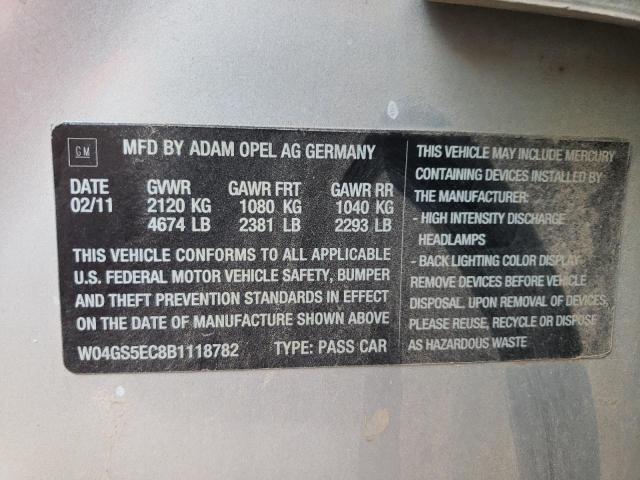 GM
MFD BY ADAM OPEL AG GERMANY
DATE GVWR GAWR FRT GAWR RR
02/11 2120 KG 1080 KG 1040 KG
4674 LB 2381 LB 2293 LB
THIS VEHICLE CONFORMS TO ALL APPLICABLE
U.S. FEDERAL MOTOR VEHICLE SAFETY, BUMPER
AND THEFT PREVENTION STANDARDS IN EFFECT
ON THE DATE OF MANUFACTURE SHOWN ABOVE
W04GS5EC8B1118782 TYPE: PASS CAR
THIS VEHICLE MAY INCLUDE MERCURY
CONTAINING DEVICES INSTALLED BY
THE MANUFACTURER:
- HIGH INTENSITY DISCHARGE
HEADLAMPS
- BACK LIGHTING COLOR DISPLAY
REMOVE DEVICES BEFORE VEHICLE
DISPOSAL. UPON REMOVAL OF DEVICES,
PLEASE REUSE, RECYCLE OR DISPOSE
AS HAZARDOUS WASTE